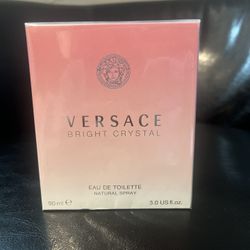 VERSACE
BRIGHT CRYSTAL
EAU DE TOILETTE
NATURAL SPRAY
90 ml ℮ 3.0 US fl.oz.